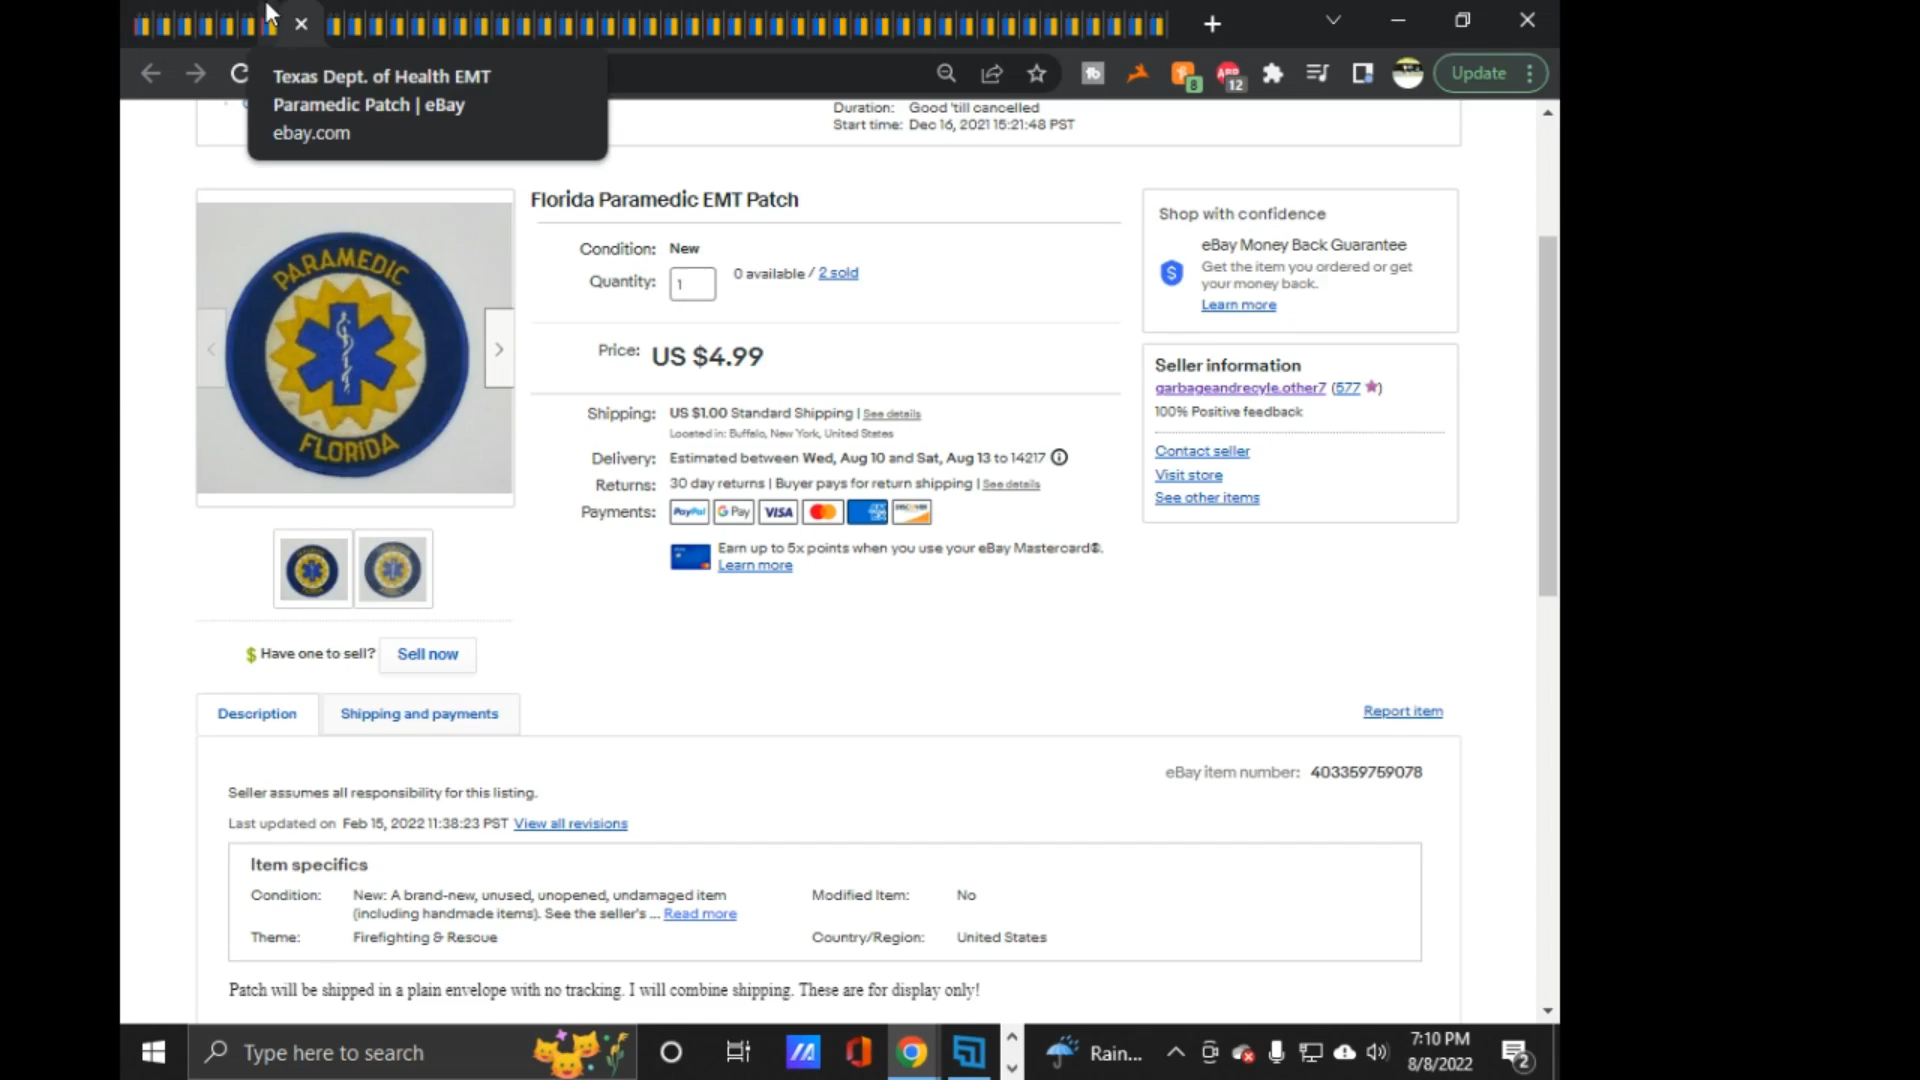 Texas Dept. of Health EMT
Paramedic Patch | eBay
ebay.com
8
ABP
12
Update
Duration: Good 'till cancelled
Start time: Dec 16, 2021 15:21:48 PST
PARAMEDIC
FLORIDA
Florida Paramedic EMT Patch
Condition: New
Quantity: 1 0 available / 2 sold
Price: US $4.99
Shipping: US $1.00 Standard Shipping | See details
Located in: Buffalo, New York, United States
Delivery: Estimated between Wed, Aug 10 and Sat, Aug 13 to 14217
Returns: 30 day returns | Buyer pays for return shipping | See details
Payments: PayPal G Pay VISA DISCOVER
Earn up to 5x points when you use your eBay Mastercard®.
Learn more
Shop with confidence
eBay Money Back Guarantee
Get the item you ordered or get
your money back.
Learn more
Seller information
garbageandrecyle.other7 (577)
100% Positive feedback
Contact seller
Visit store
See other items
$ Have one to sell? Sell now
Description Shipping and payments
Report item
eBay item number: 403359759078
Seller assumes all responsibility for this listing.
Last updated on Feb 15, 2022 11:38:23 PST View all revisions
Item specifics
Condition: New: A brand-new, unused, unopened, undamaged item
(including handmade items). See the seller's ... Read more
Modified Item: No
Theme: Firefighting & Rescue
Country/Region: United States
Patch will be shipped in a plain envelope with no tracking. I will combine shipping. These are for display only!
Type here to search
Rain...
7:10 PM
8/8/2022
2